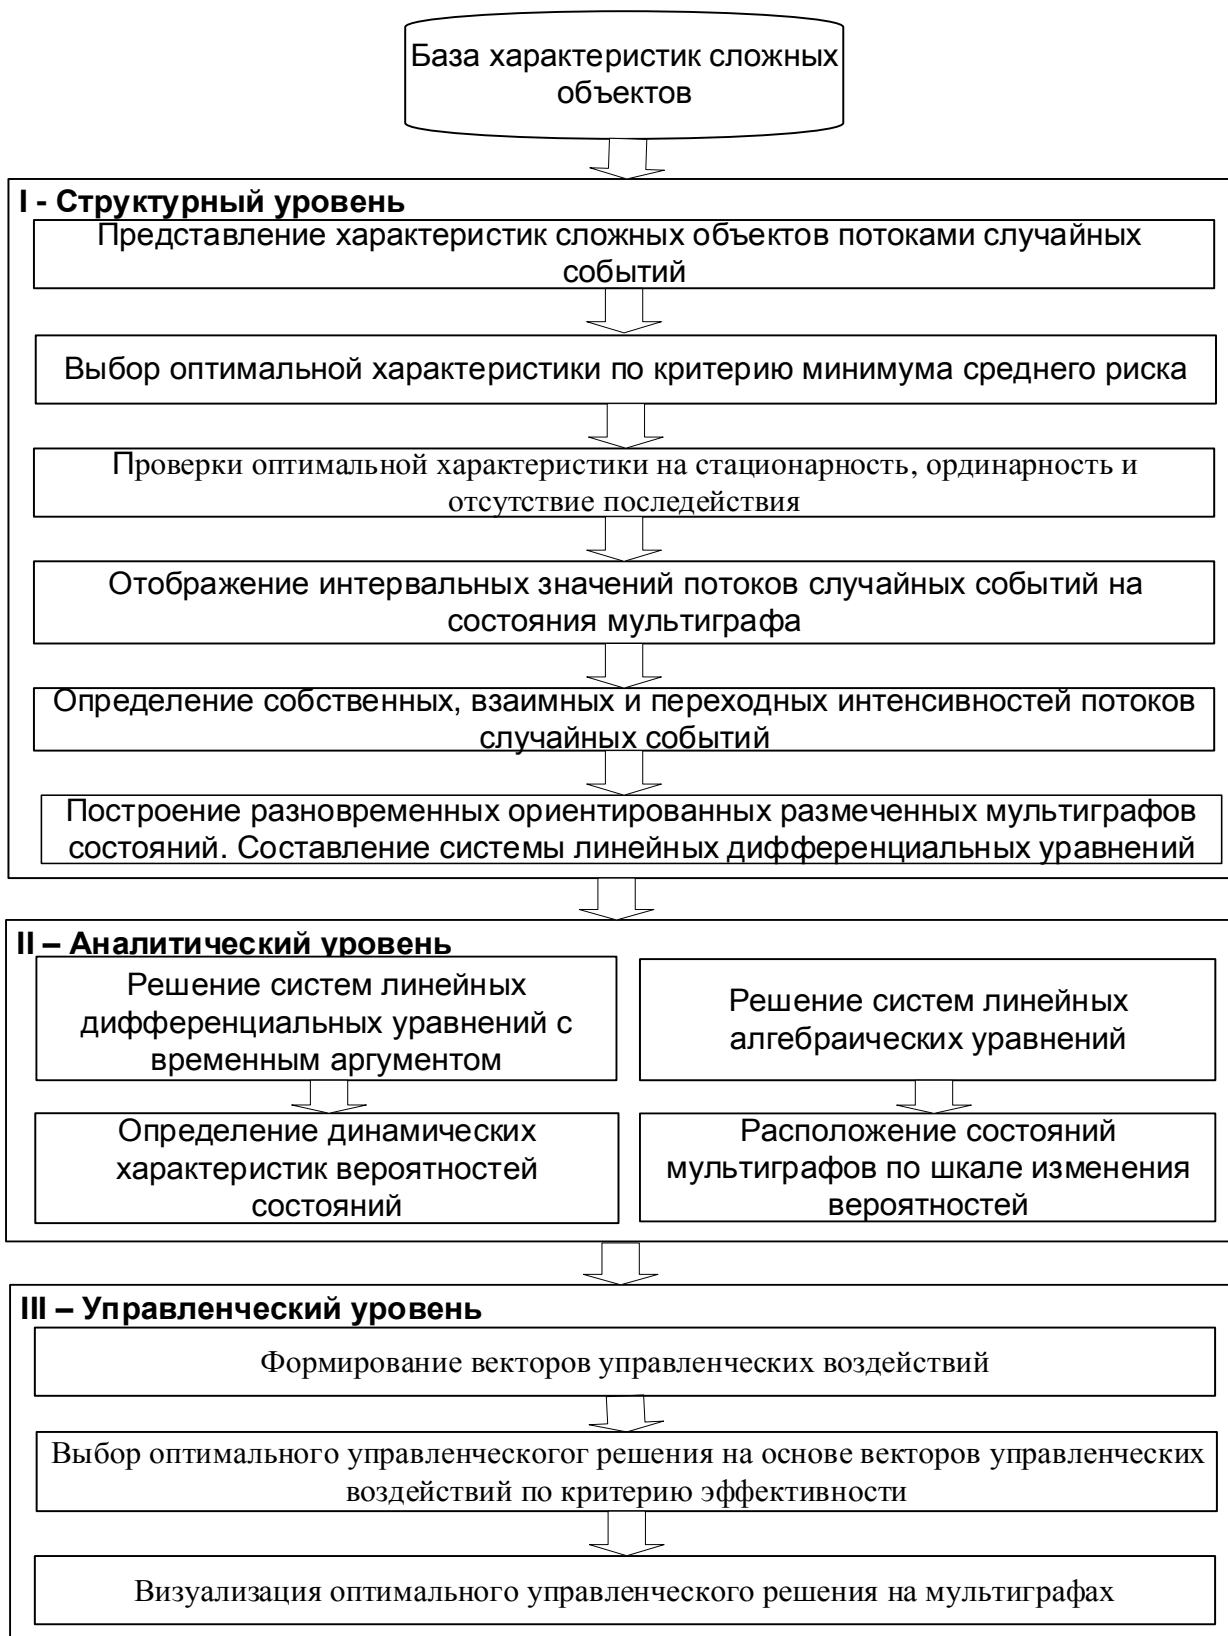 База характеристик сложных
объектов
I - Структурный уровень
Представление характеристик сложных объектов потоками случайных
событий
Выбор оптимальной характеристики по критерию минимума среднего риска
Проверки оптимальной характеристики на стационарность, ординарность и
отсутствие последействия
Отображение интервальных значений потоков случайных событий на
состояния мультиграфа
Определение собственных, взаимных и переходных интенсивностей потоков
случайных событий
Построение разновременных ориентированных размеченных мультиграфов
состояний. Составление системы линейных дифференциальных уравнений
II – Аналитический уровень
Решение систем линейных
дифференциальных уравнений с
временным аргументом
Решение систем линейных
алгебраических уравнений
Определение динамических
характеристик вероятностей
состояний
Расположение состояний
мультиграфов по шкале изменения
вероятностей
III – Управленческий уровень
Формирование векторов управленческих воздействий
Выбор оптимального управленческогог решения на основе векторов управленческих
воздействий по критерию эффективности
Визуализация оптимального управленческого решения на мультиграфах